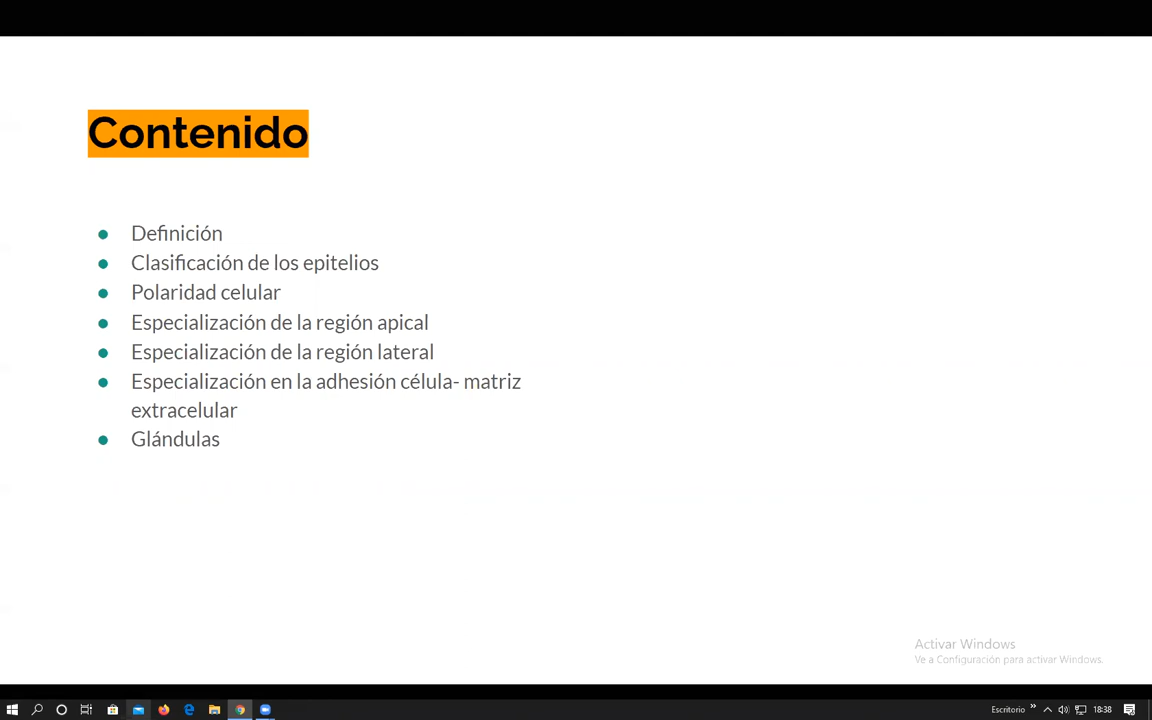 Contenido
Definición
Clasificación de los epitelios
Polaridad celular
Especialización de la región apical
Especialización de la región lateral
Especialización en la adhesión célula- matriz
extracelular
Glándulas
Activar Windows
Ve a Configuración para activar Windows.
Escritorio
18:38